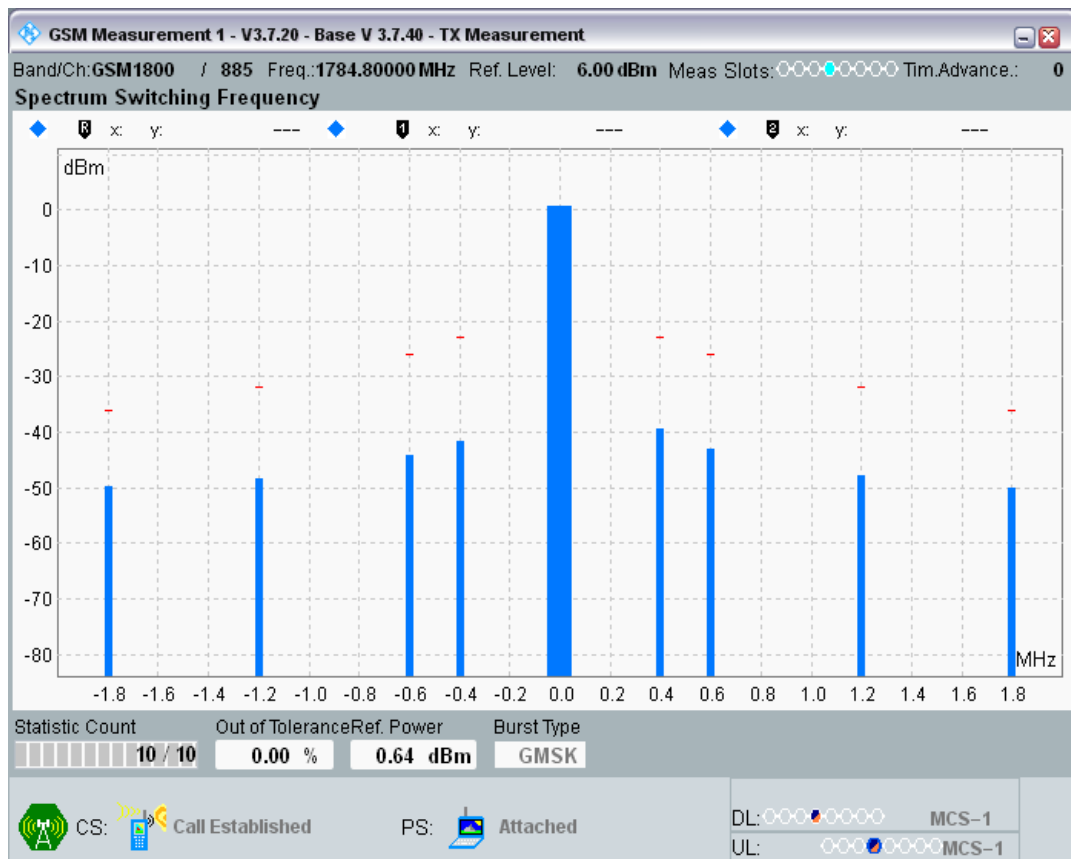 GSM Measurement 1 - V3.7.20 - Base V 3.7.40 - TX Measurement
Band/Ch:GSM1800 / 885 Freq.:1784.80000 MHz Ref. Level: 6.00 dBm Meas Slots: Tim.Advance.: 0
Spectrum Switching Frequency
R x: y: --- 1 x: y: --- 2 x: y: ---
dBm
0
-10
-20
-30
-40
-50
-60
-70
-80
MHz
-1.8 -1.6 -1.4 -1.2 -1.0 -0.8 -0.6 -0.4 -0.2 0.0 0.2 0.4 0.6 0.8 1.0 1.2 1.4 1.6 1.8
Statistic Count Out of Tolerance Ref. Power Burst Type
10 / 10 0.00 % 0.64 dBm GMSK
CS: Call Established PS: Attached
DL: MCS-1
UL: MCS-1